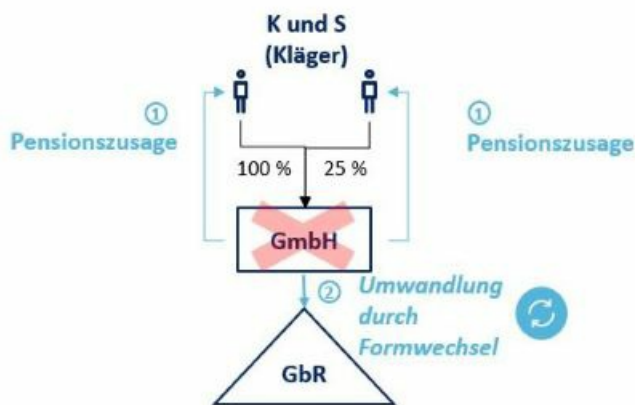 K und S
(Kläger)
①
Pensionszusage
①
Pensionszusage
100 %
25 %
GmbH
② Umwandlung
durch
Formwechsel
GbR